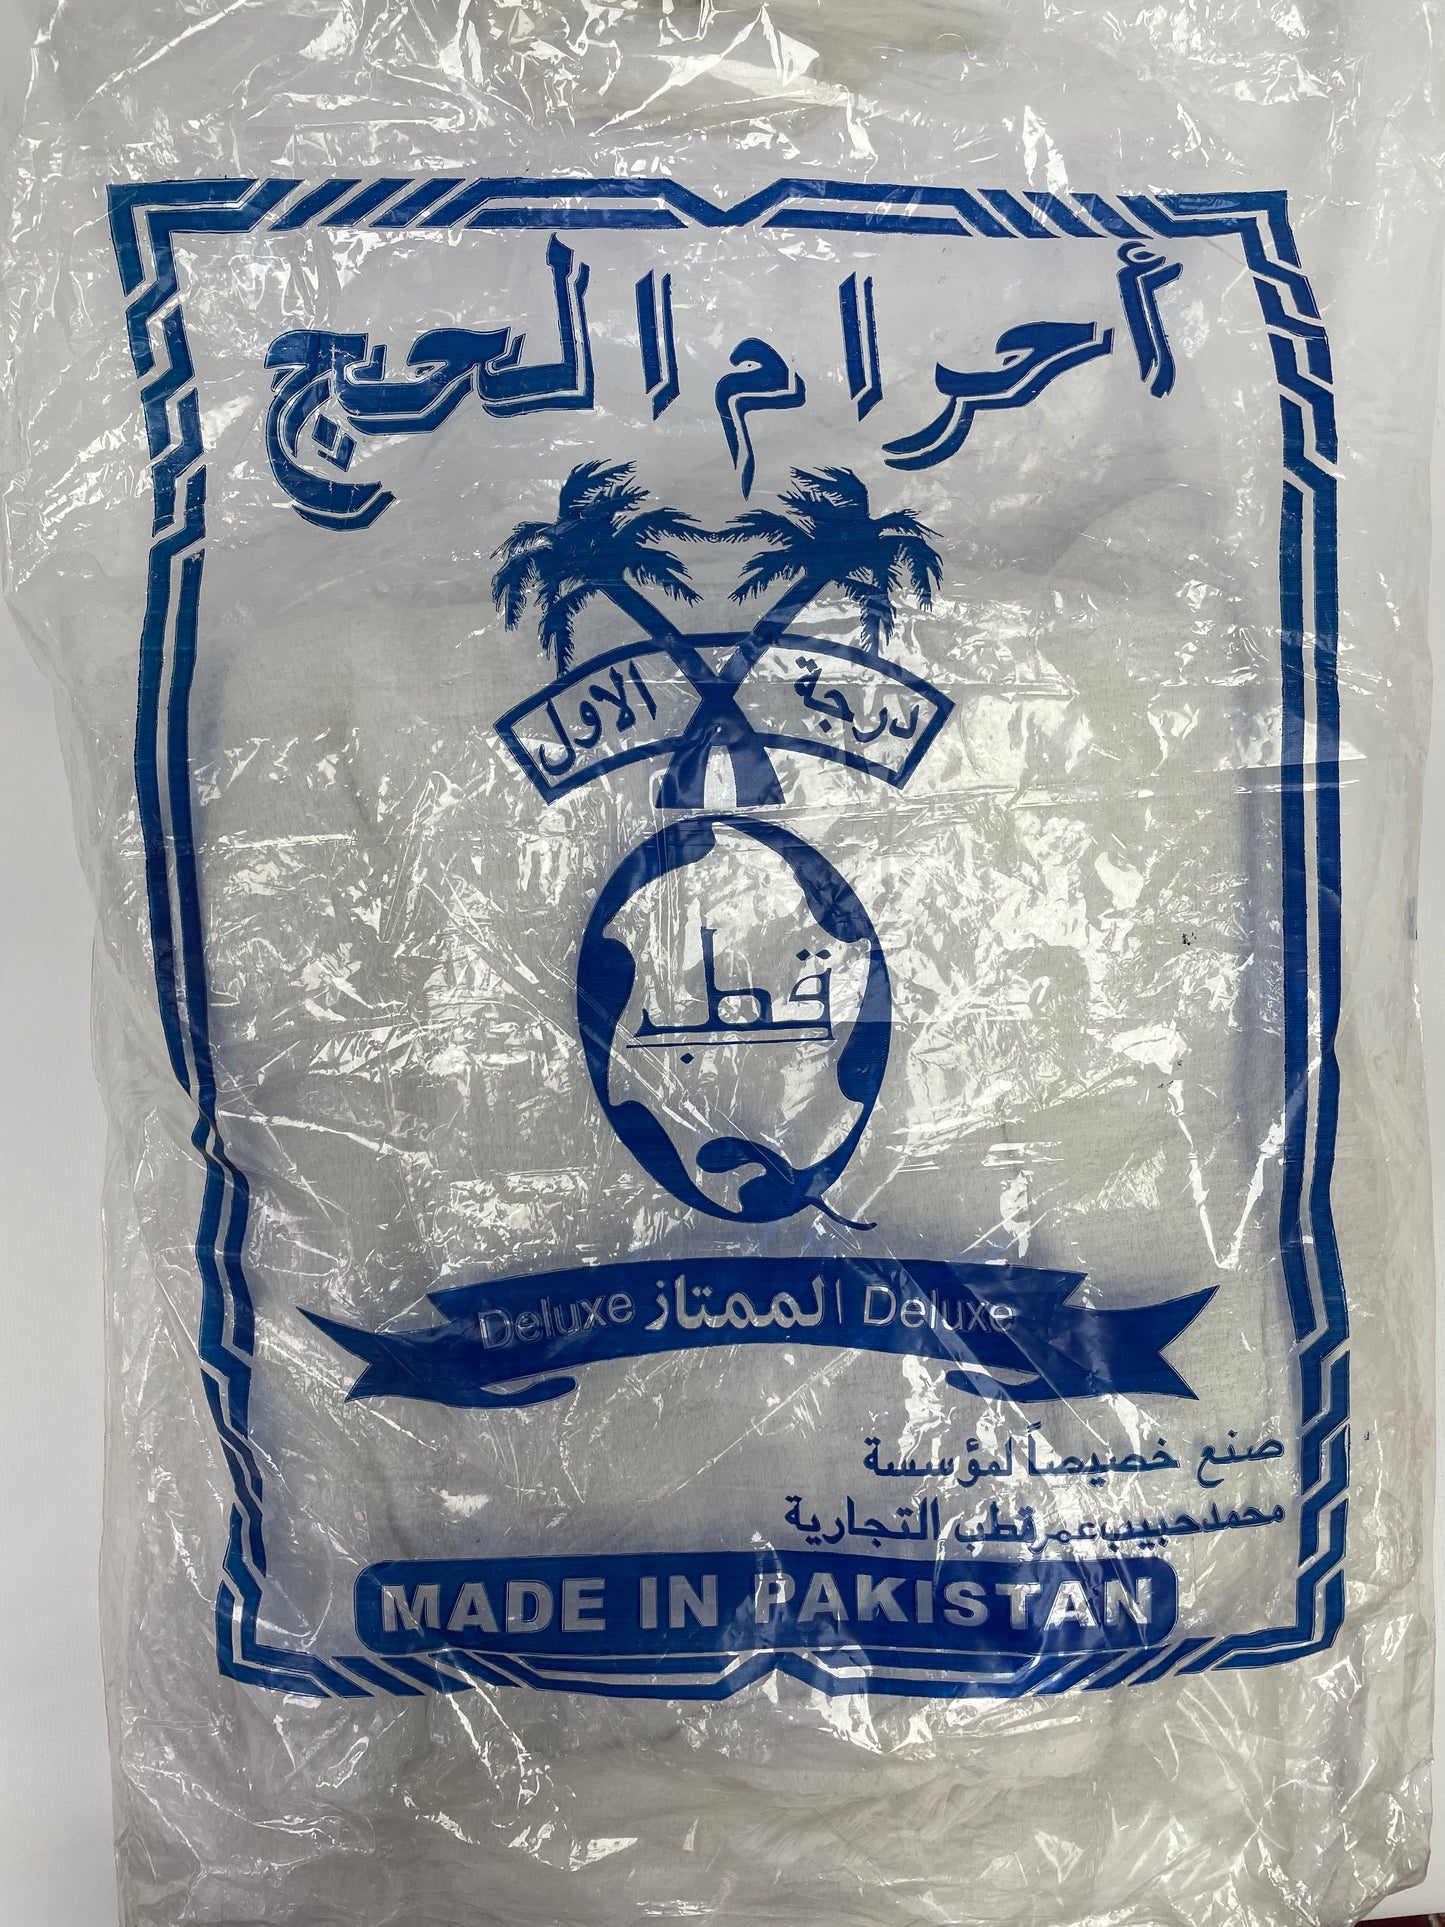 أحرام الحج
درجة الاول
قطب
Deluxe الممتاز Deluxe
صنع خصيصاً لمؤسسة
محمد حبيب عمر قطب التجارية
MADE IN PAKISTAN